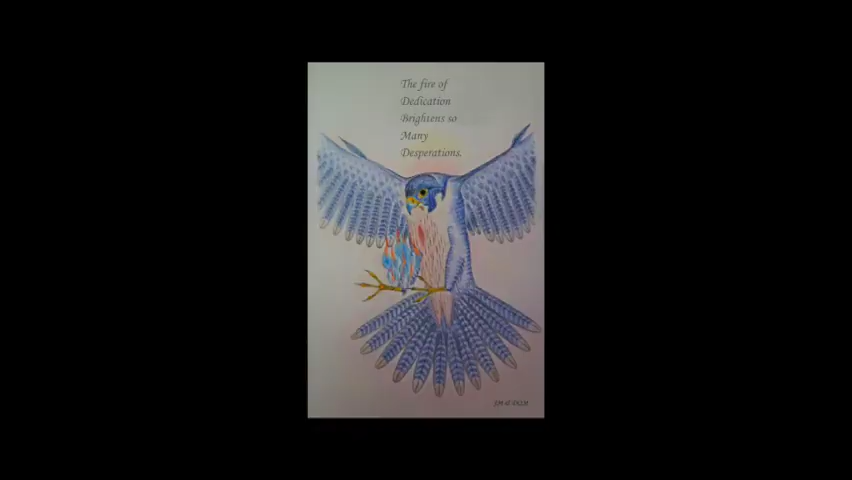 The fire of
Dedication
Brightens so
Many
Desperations.